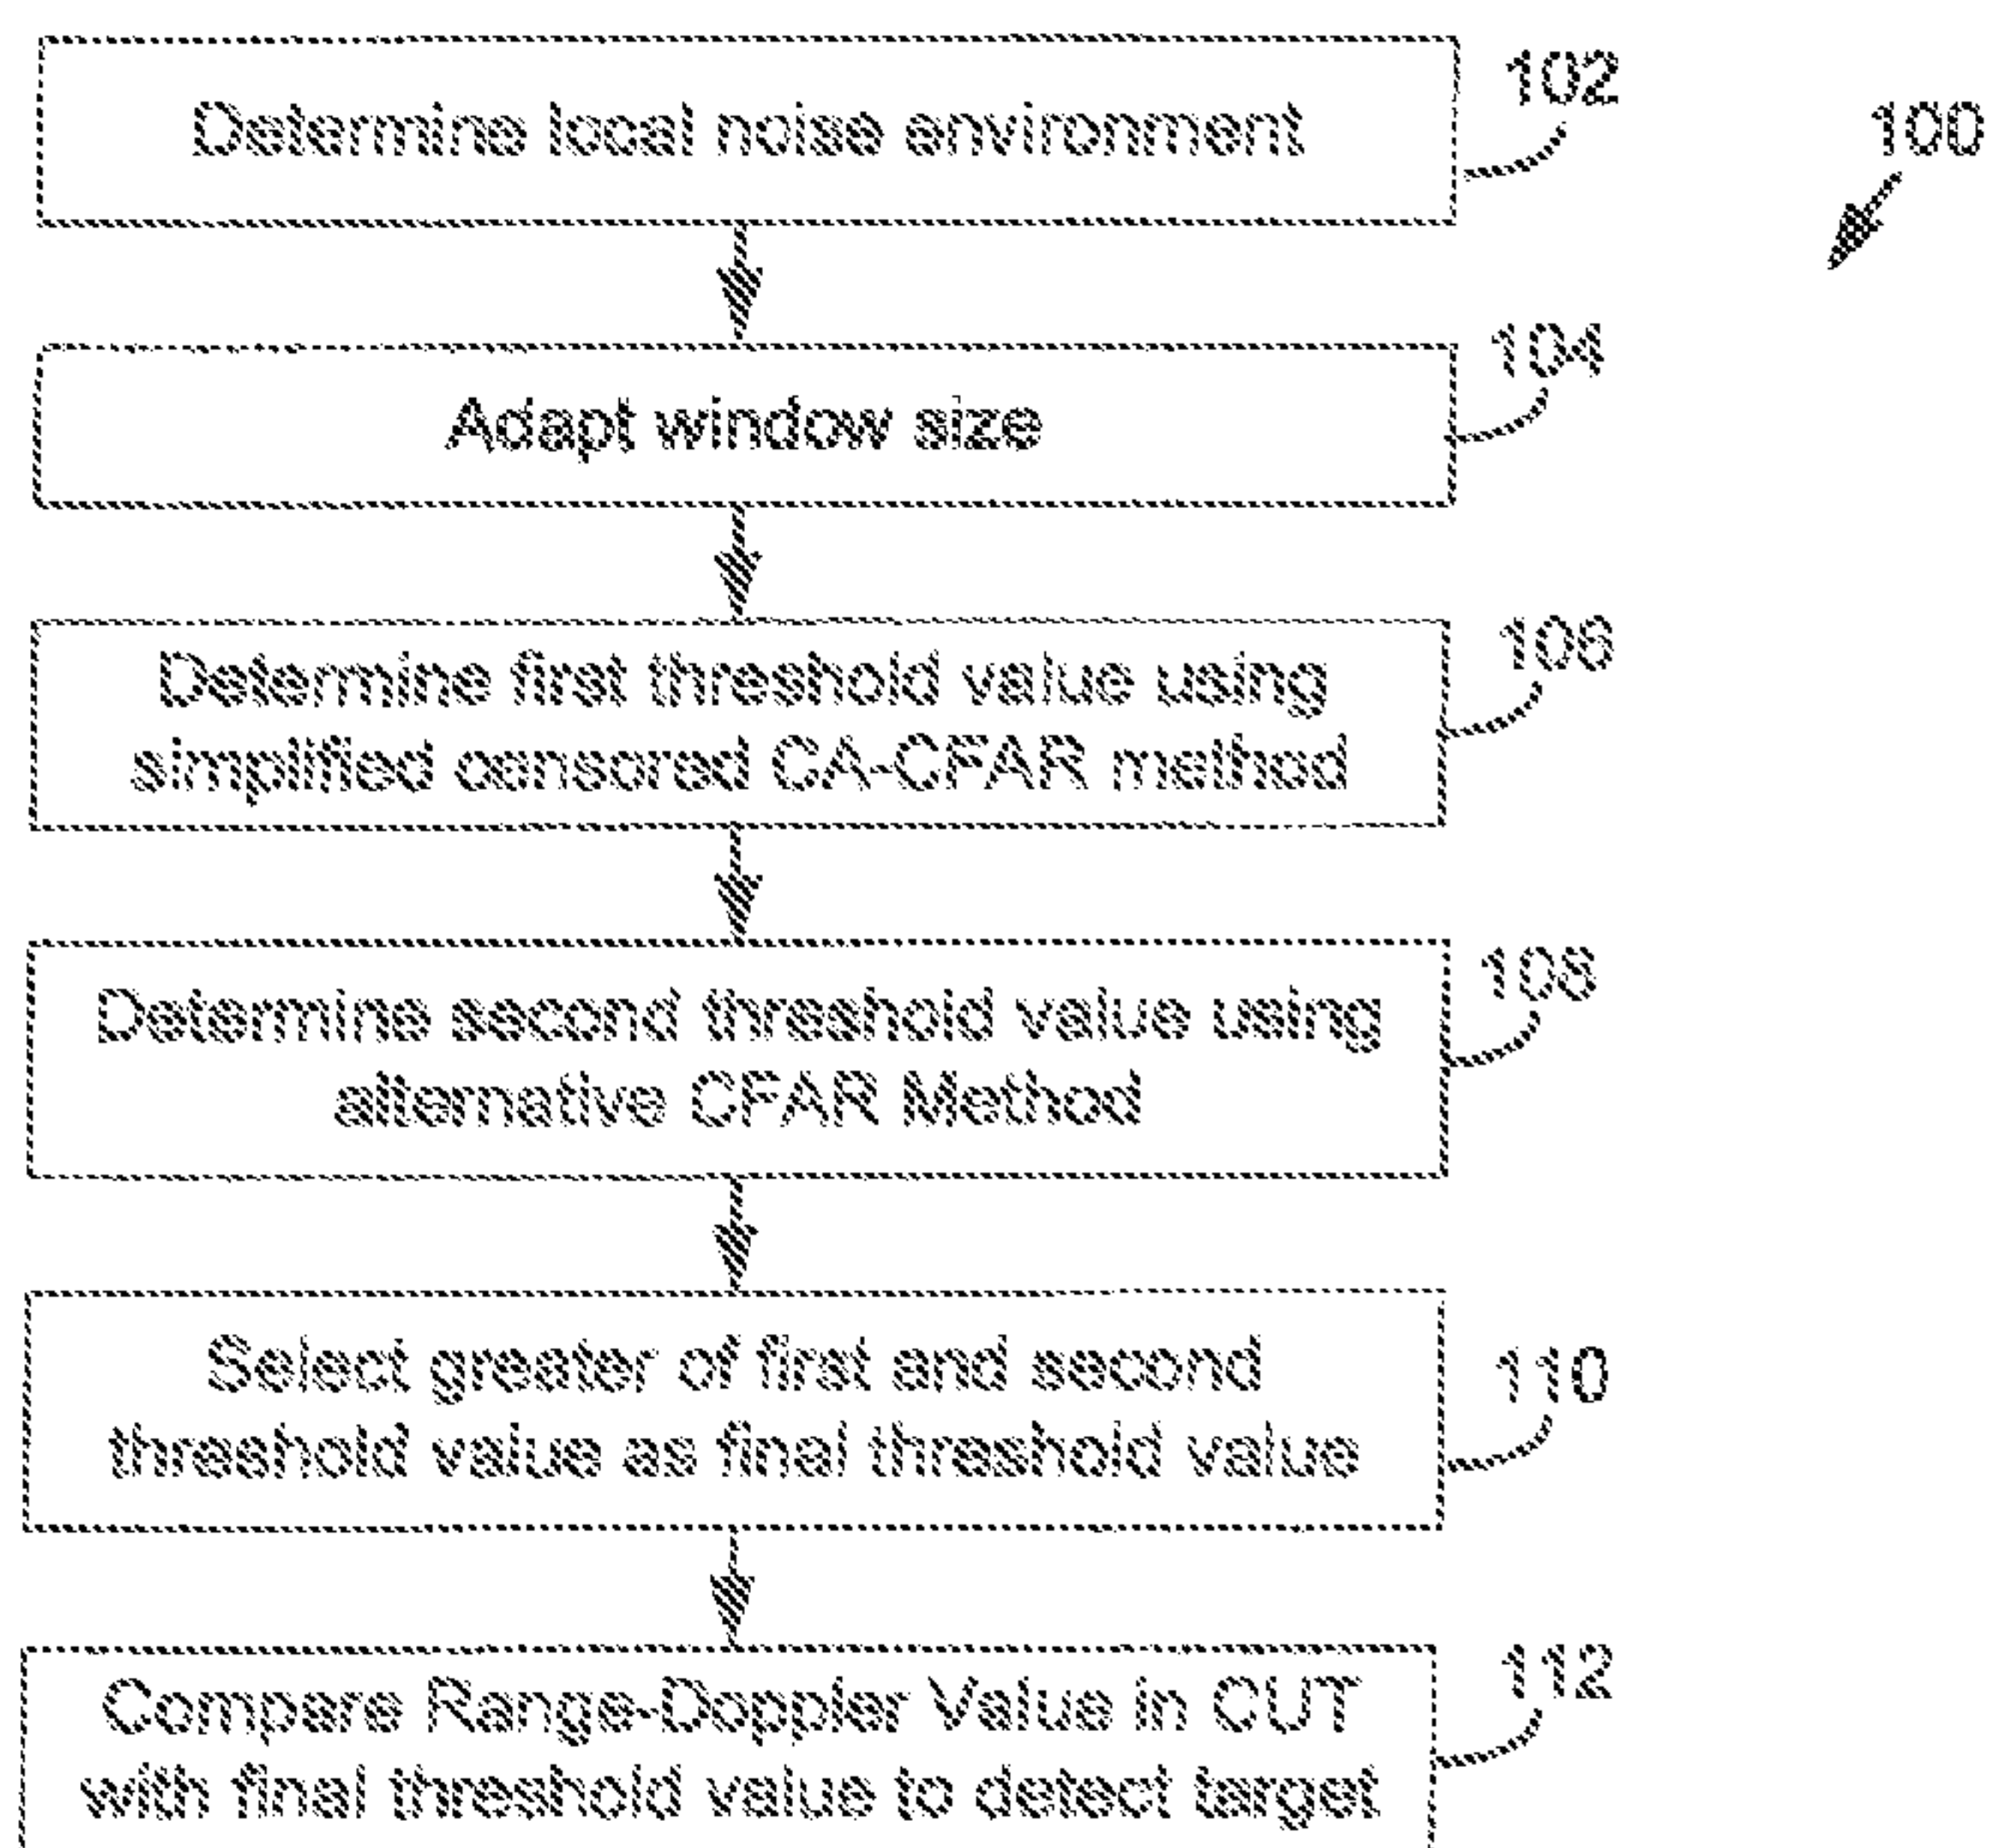 Determine local noise environment
102
100
Adapt window size
104
Determine first threshold value using
simplified censored CA-CFAR method
106
Determine second threshold value using
alternative CFAR Method
108
Select greater of first and second
threshold value as final threshold value
110
Compare Range-Doppler Value in CUT
with final threshold value to detect target
112